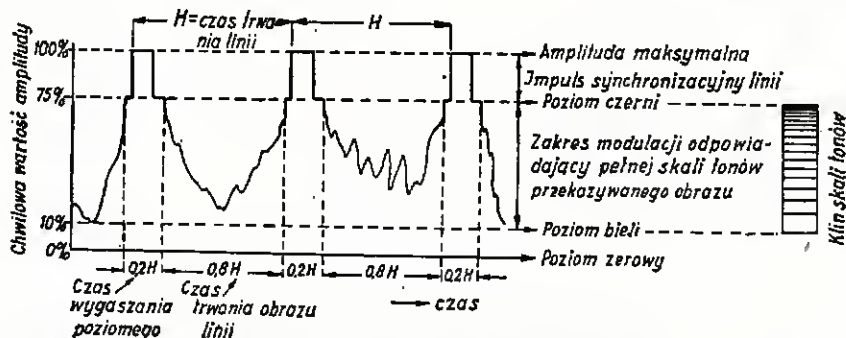 H=czas trwa
nia linii
H
100%
75%
10%
0%
Chwilowa wartość amplitudy
Amplituda maksymalna
Impuls synchronizacyjny linii
Poziom czerni
Zakres modulacji odpowia-
dający pełnej skali tonów
przekazywanego obrazu
Poziom bieli
Poziom zerowy
Klin skali tonów
0,2H
0,8H
0,2H
0,8H
0,2H
Czas
wygaszania
poziomego
Czas
trwania obrazu
linii
czas